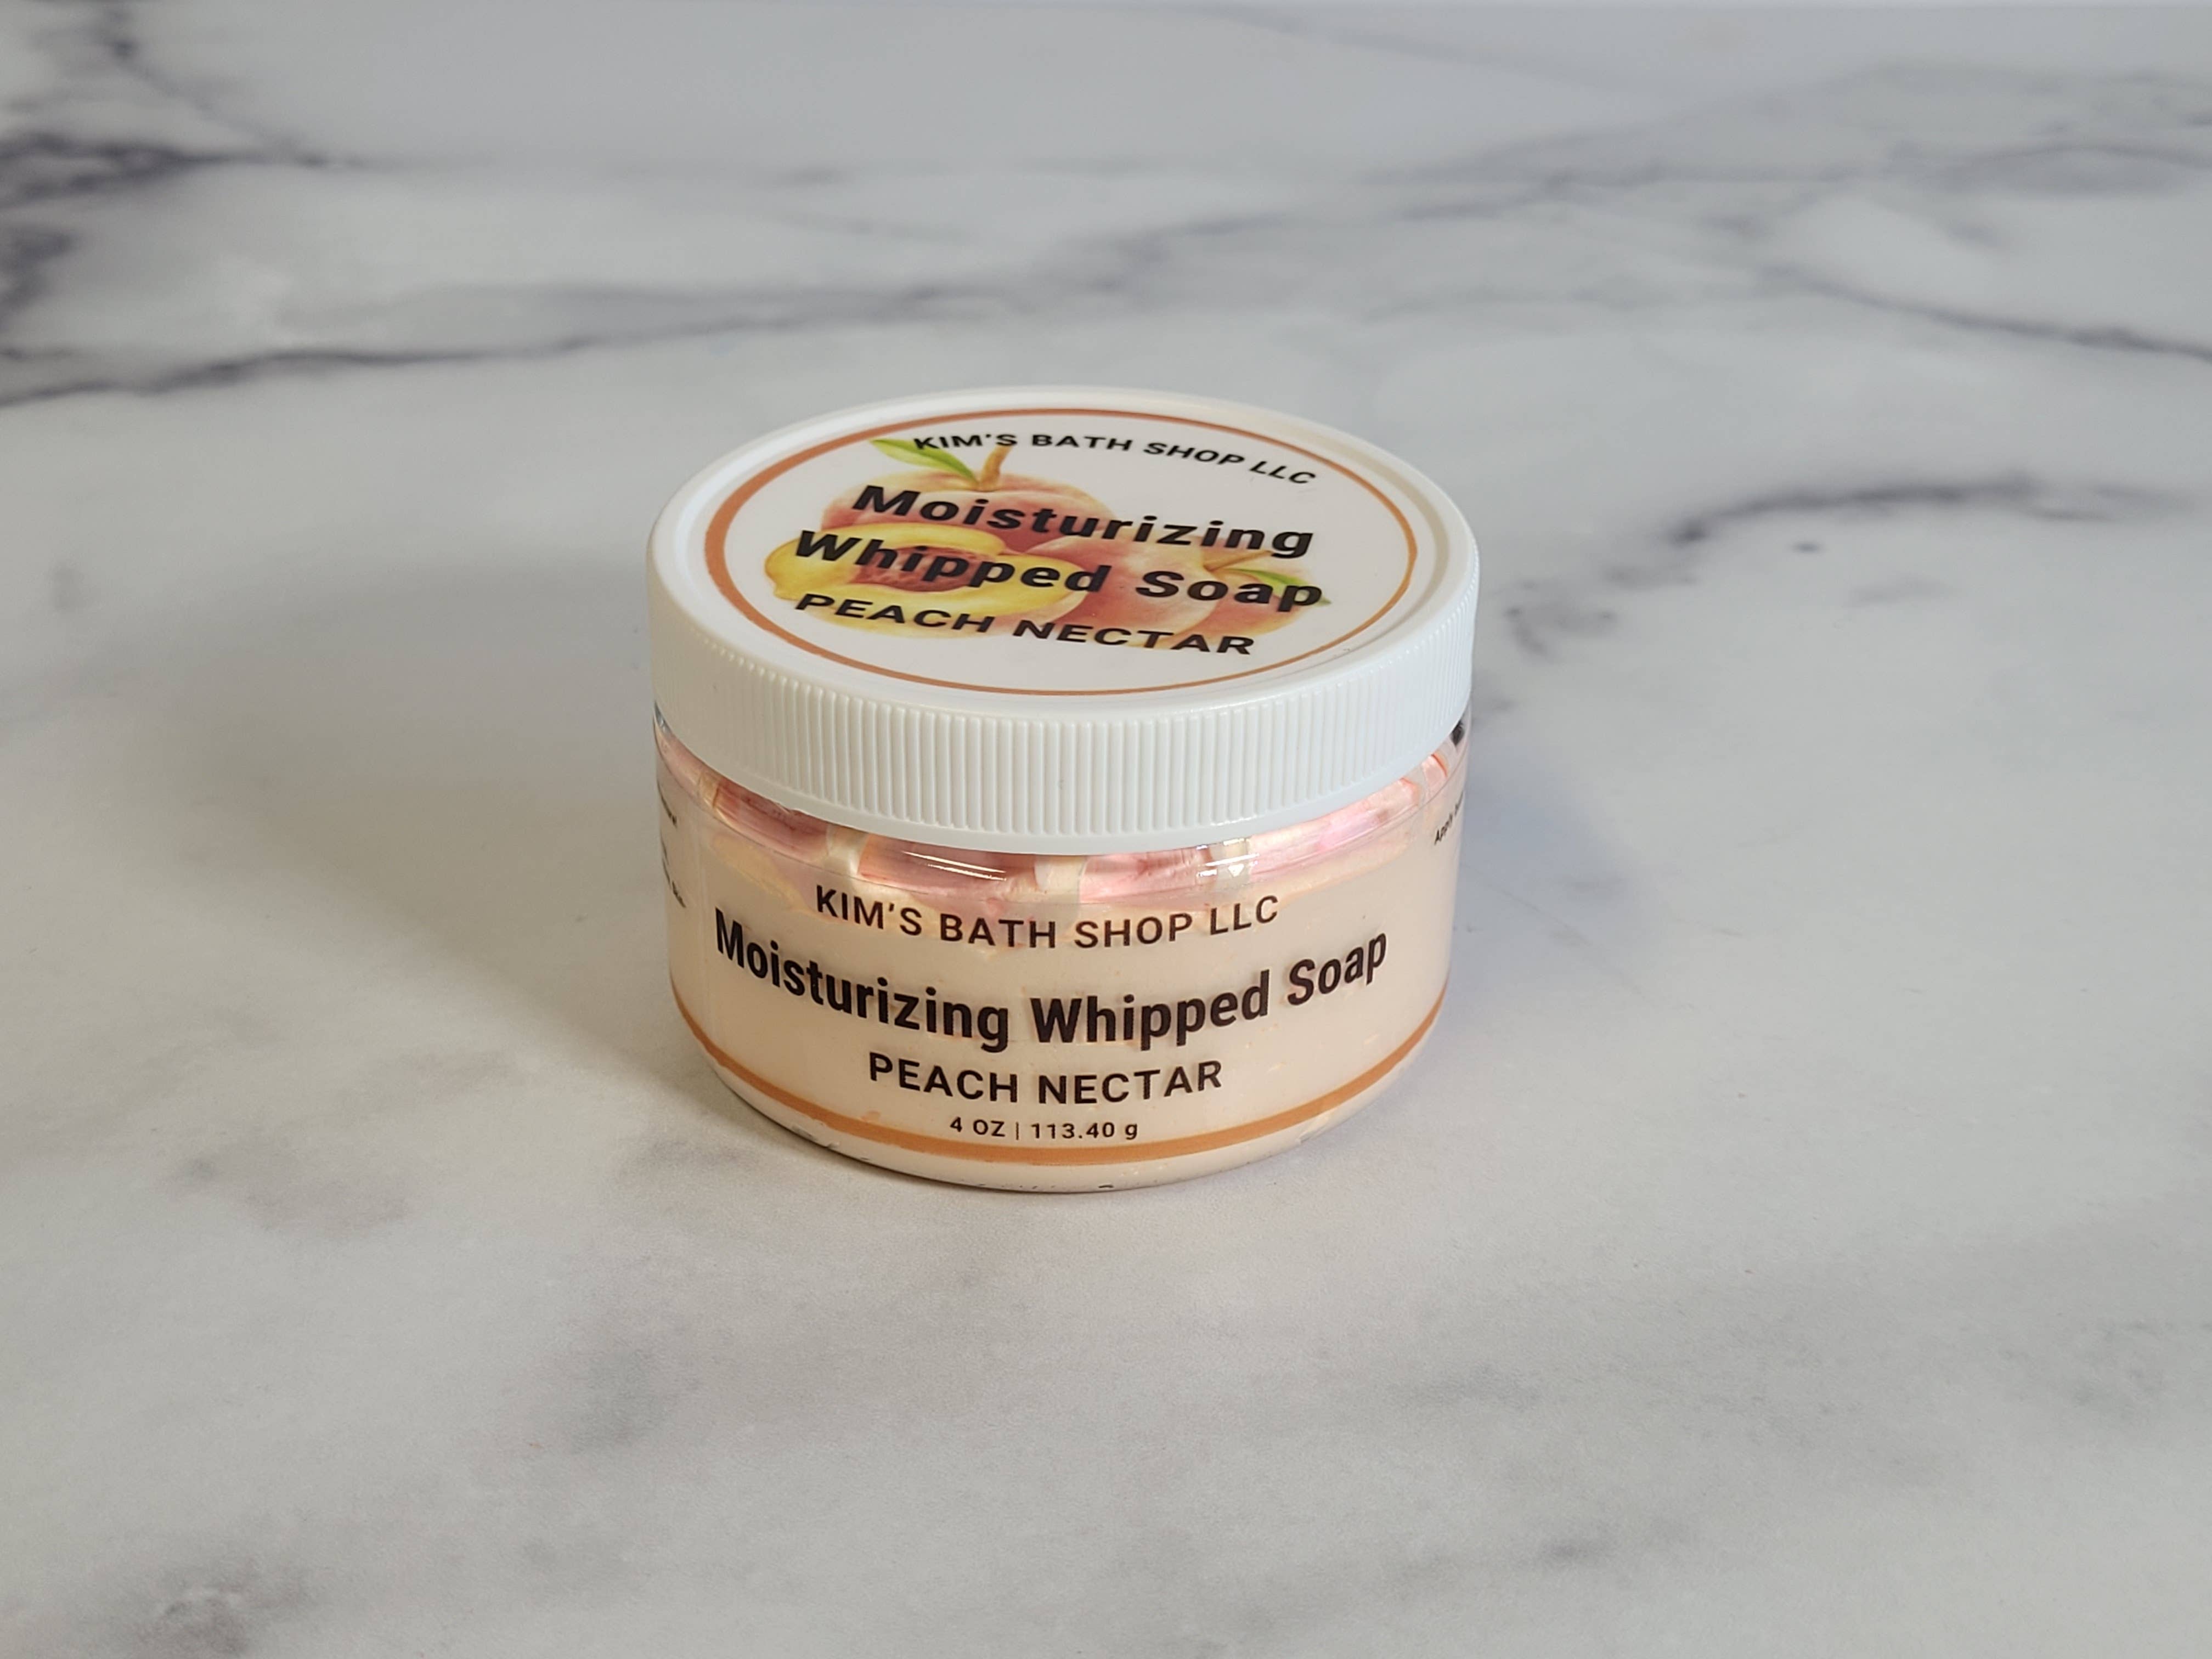 KIM'S BATH SHOP LLC
Moisturizing
Whipped Soap
PEACH NECTAR
KIM'S BATH SHOP LLC
Moisturizing Whipped Soap
PEACH NECTAR
4 OZ | 113.40 g
Apply